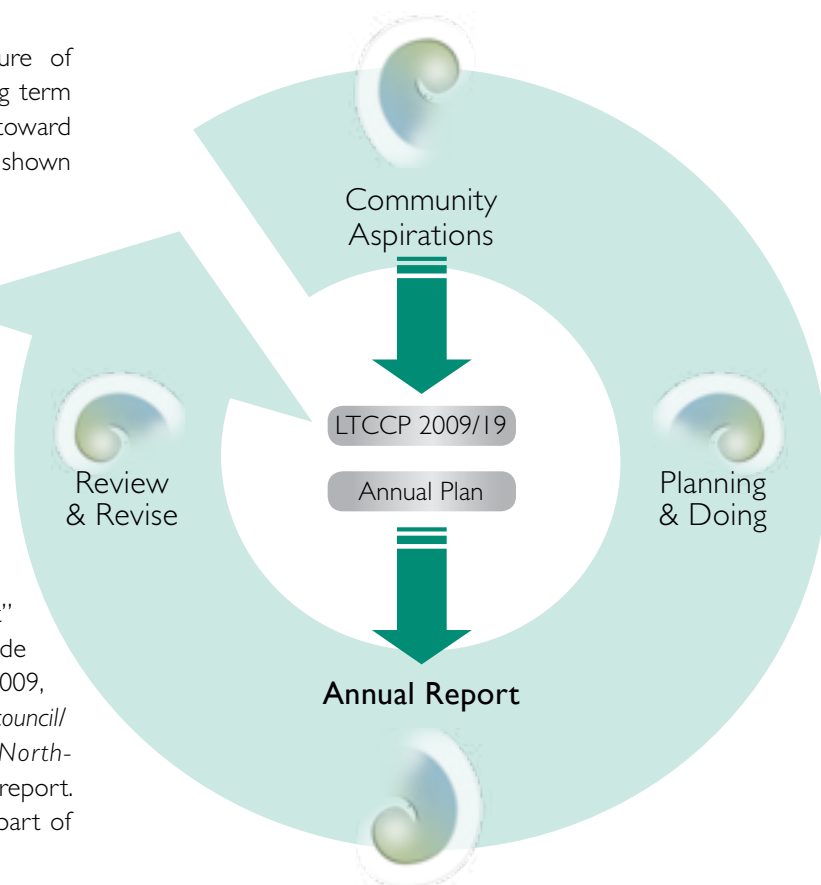 ure of
g term
toward
shown
Community
Aspirations
LTCCP 2009/19
Annual Plan
Review
& Revise
Planning
& Doing
Annual Report
:”
de
009,
ouncil/
North-
report.
part of